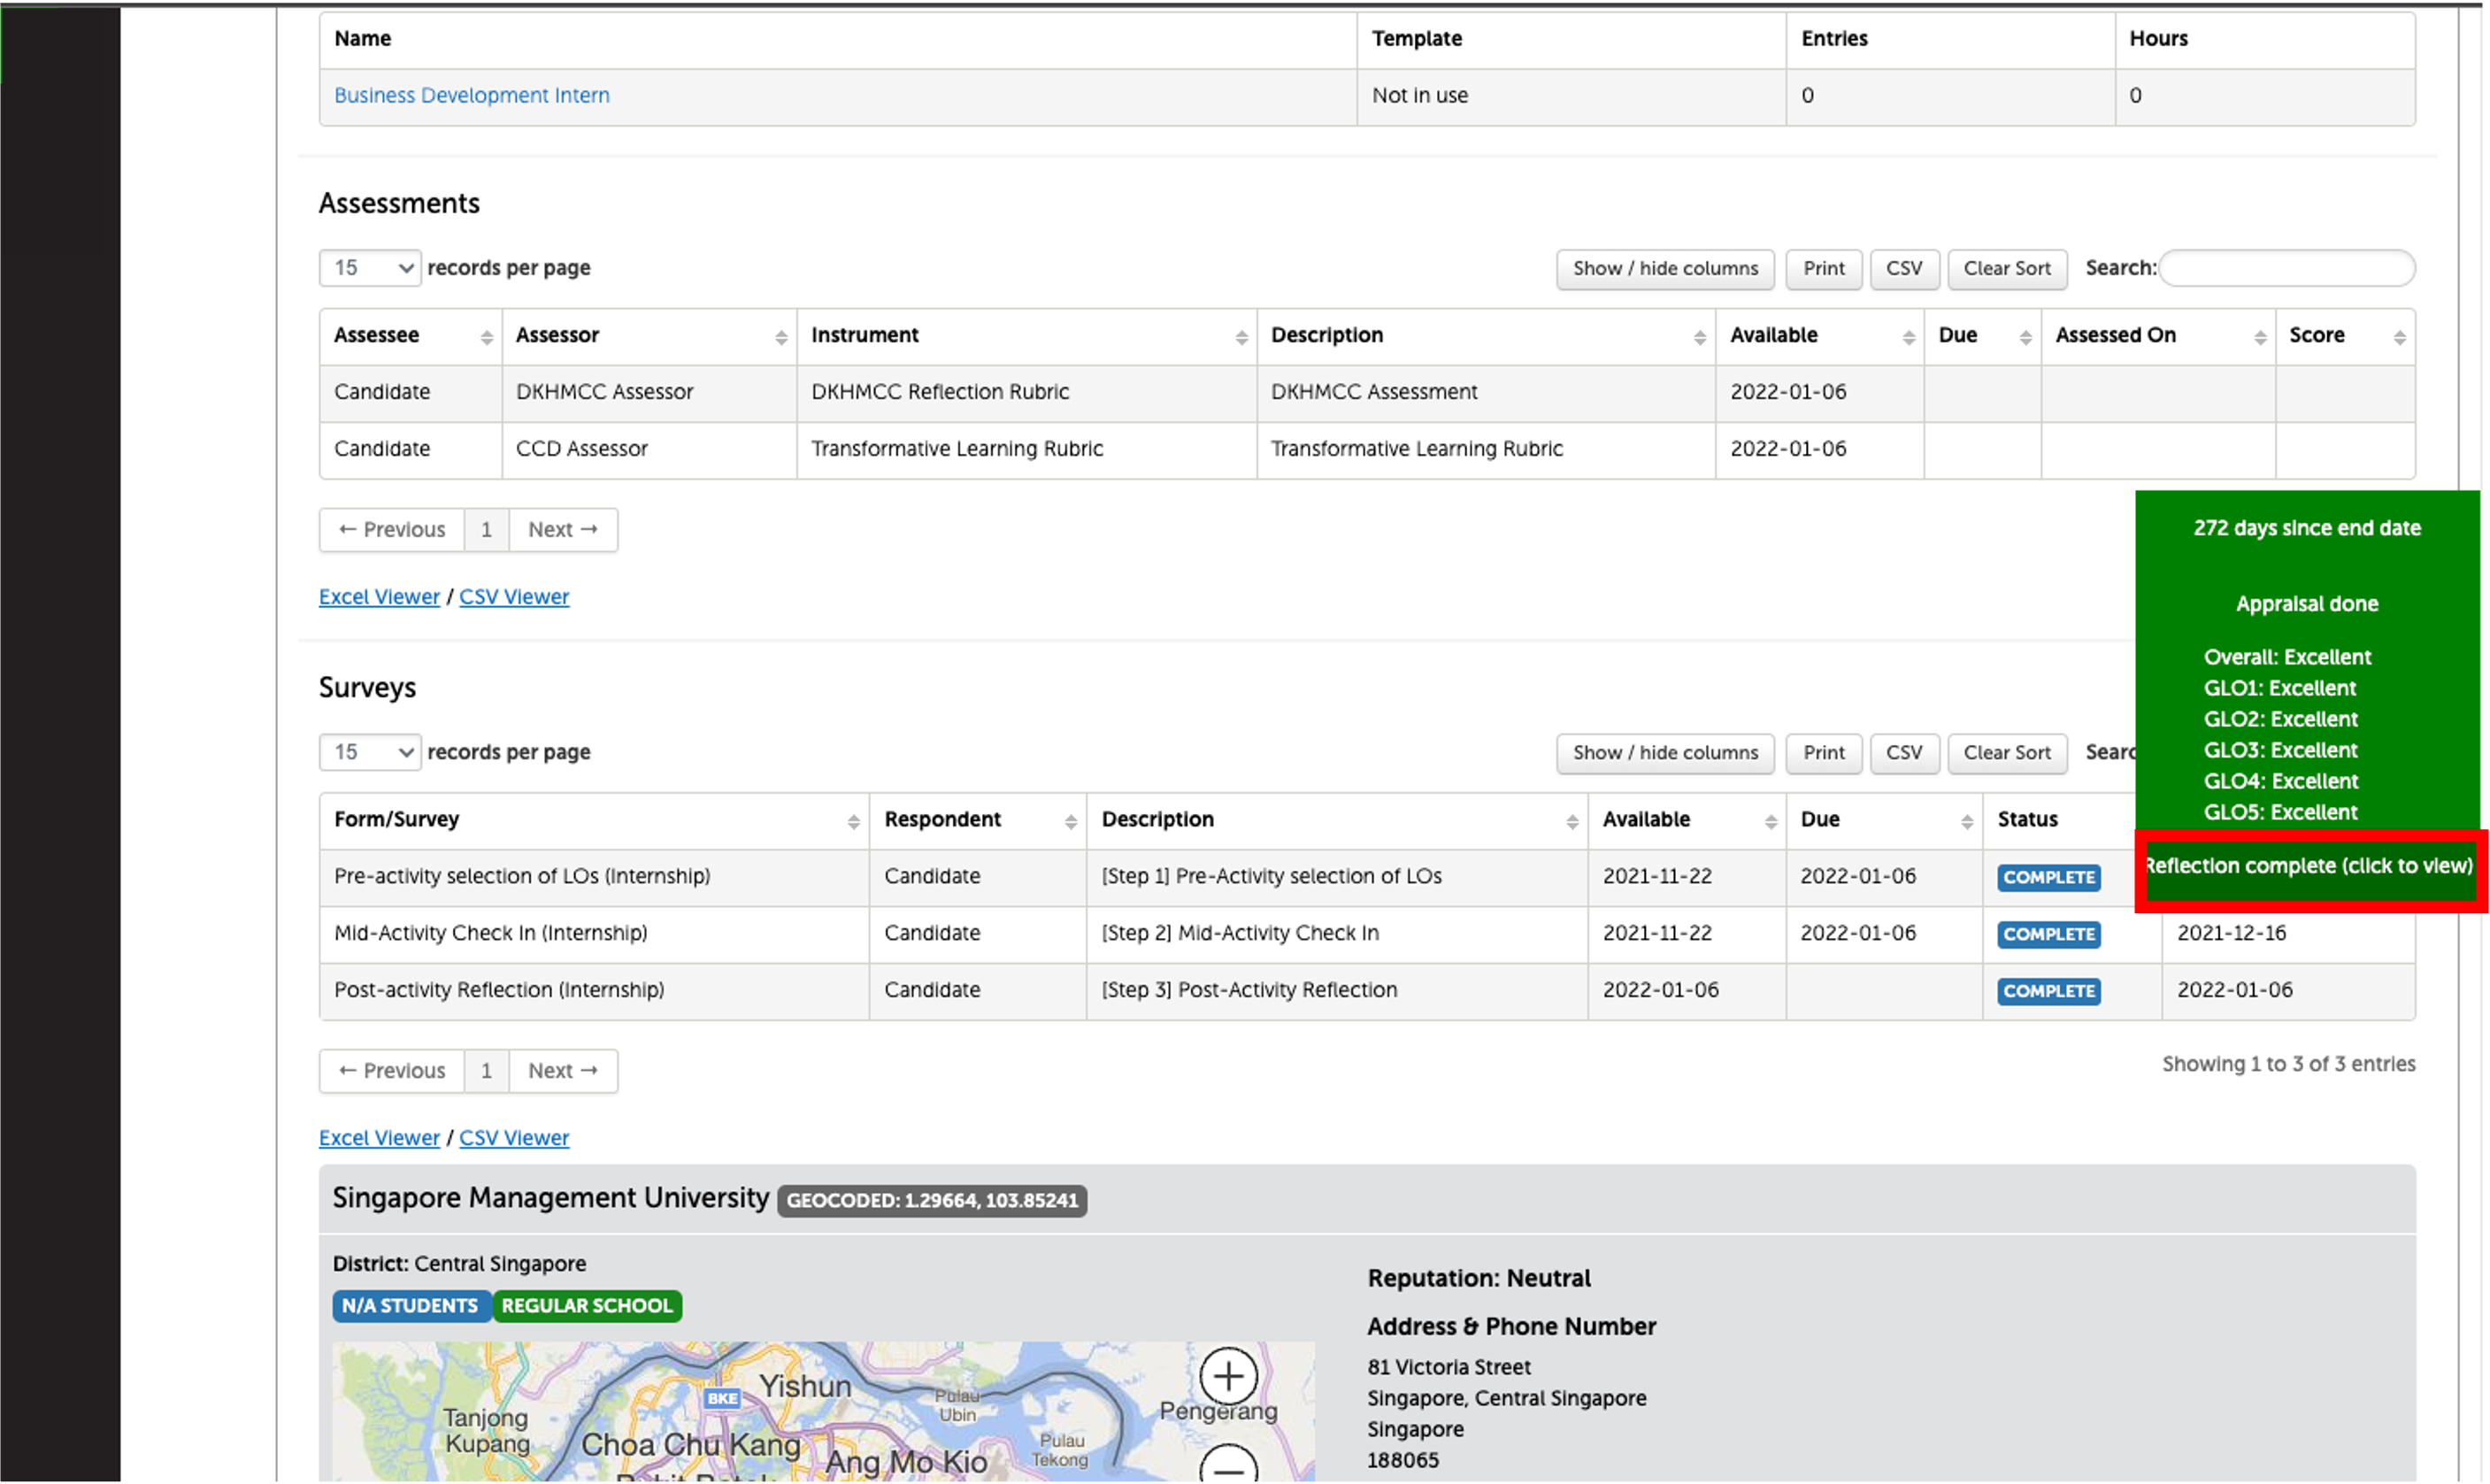 Name Template Entries Hours
Business Development Intern Not in use 0 0
Assessments
15 records per page Show / hide columns Print CSV Clear Sort Search:
Assessee Assessor Instrument Description Available Due Assessed On Score
Candidate DKHMCC Assessor DKHMCC Reflection Rubric DKHMCC Assessment 2022-01-06
Candidate CCD Assessor Transformative Learning Rubric Transformative Learning Rubric 2022-01-06
← Previous 1 Next →
Excel Viewer / CSV Viewer
272 days since end date
Appraisal done
Overall: Excellent
GLO1: Excellent
GLO2: Excellent
GLO3: Excellent
GLO4: Excellent
GLO5: Excellent
Reflection complete (click to view)
Surveys
15 records per page Show / hide columns Print CSV Clear Sort Searc
Form/Survey Respondent Description Available Due Status
Pre-activity selection of LOs (Internship) Candidate [Step 1] Pre-Activity selection of LOs 2021-11-22 2022-01-06 COMPLETE
Mid-Activity Check In (Internship) Candidate [Step 2] Mid-Activity Check In 2021-11-22 2022-01-06 COMPLETE 2021-12-16
Post-activity Reflection (Internship) Candidate [Step 3] Post-Activity Reflection 2022-01-06 COMPLETE 2022-01-06
← Previous 1 Next → Showing 1 to 3 of 3 entries
Excel Viewer / CSV Viewer
Singapore Management University GEOCODED: 1.29664, 103.85241
District: Central Singapore
N/A STUDENTS REGULAR SCHOOL
Reputation: Neutral
Address & Phone Number
81 Victoria Street
Singapore, Central Singapore
Singapore
188065
BKE
Yishun
Pulau
Ubin
Pengerang
Tanjong
Kupang
Choa Chu Kang
Ang Mo Kio
Pulau
Tekong